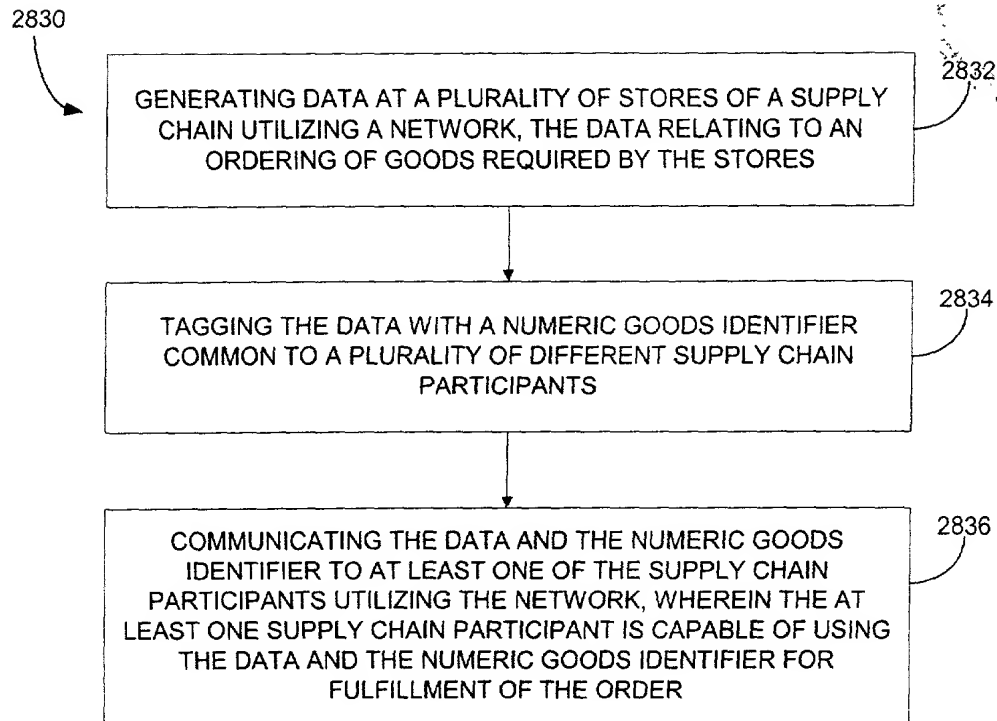 2830
2832
GENERATING DATA AT A PLURALITY OF STORES OF A SUPPLY
CHAIN UTILIZING A NETWORK, THE DATA RELATING TO AN
ORDERING OF GOODS REQUIRED BY THE STORES
2834
TAGGING THE DATA WITH A NUMERIC GOODS IDENTIFIER
COMMON TO A PLURALITY OF DIFFERENT SUPPLY CHAIN
PARTICIPANTS
2836
COMMUNICATING THE DATA AND THE NUMERIC GOODS
IDENTIFIER TO AT LEAST ONE OF THE SUPPLY CHAIN
PARTICIPANTS UTILIZING THE NETWORK, WHEREIN THE AT
LEAST ONE SUPPLY CHAIN PARTICIPANT IS CAPABLE OF USING
THE DATA AND THE NUMERIC GOODS IDENTIFIER FOR
FULFILLMENT OF THE ORDER